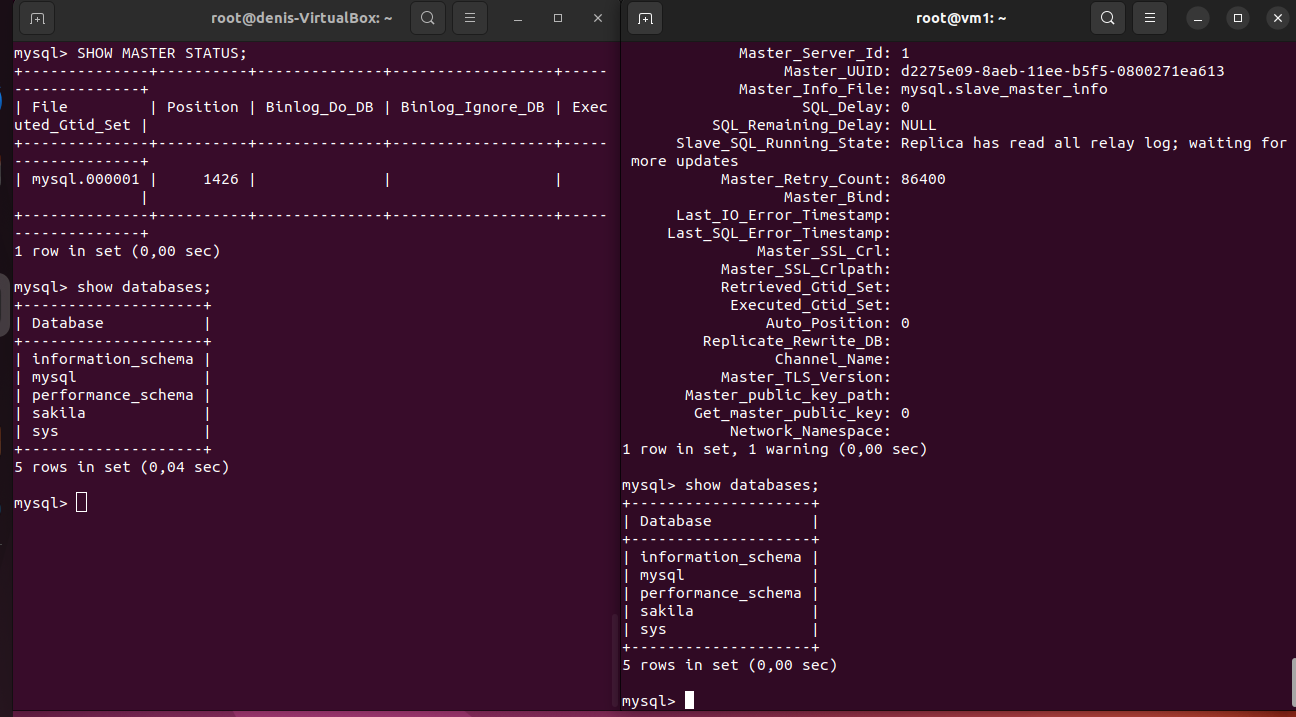 root@denis-VirtualBox: ~
mysql> SHOW MASTER STATUS;
+--------------+----------+--------------+------------------+-----
--------------+
| File         | Position | Binlog_Do_DB | Binlog_Ignore_DB | Exec
uted_Gtid_Set |
+--------------+----------+--------------+------------------+-----
--------------+
| mysql.000001 |     1426 |              |                  |
              |
+--------------+----------+--------------+------------------+-----
--------------+
1 row in set (0,00 sec)
mysql> show databases;
+--------------------+
| Database           |
+--------------------+
| information_schema |
| mysql              |
| performance_schema |
| sakila             |
| sys                |
+--------------------+
5 rows in set (0,04 sec)
mysql>
root@vm1: ~
Master_Server_Id: 1
Master_UUID: d2275e09-8aeb-11ee-b5f5-0800271ea613
Master_Info_File: mysql.slave_master_info
SQL_Delay: 0
SQL_Remaining_Delay: NULL
Slave_SQL_Running_State: Replica has read all relay log; waiting for
more updates
Master_Retry_Count: 86400
Master_Bind:
Last_IO_Error_Timestamp:
Last_SQL_Error_Timestamp:
Master_SSL_Crl:
Master_SSL_Crlpath:
Retrieved_Gtid_Set:
Executed_Gtid_Set:
Auto_Position: 0
Replicate_Rewrite_DB:
Channel_Name:
Master_TLS_Version:
Master_public_key_path:
Get_master_public_key: 0
Network_Namespace:
1 row in set, 1 warning (0,00 sec)
mysql> show databases;
+--------------------+
| Database           |
+--------------------+
| information_schema |
| mysql              |
| performance_schema |
| sakila             |
| sys                |
+--------------------+
5 rows in set (0,00 sec)
mysql>